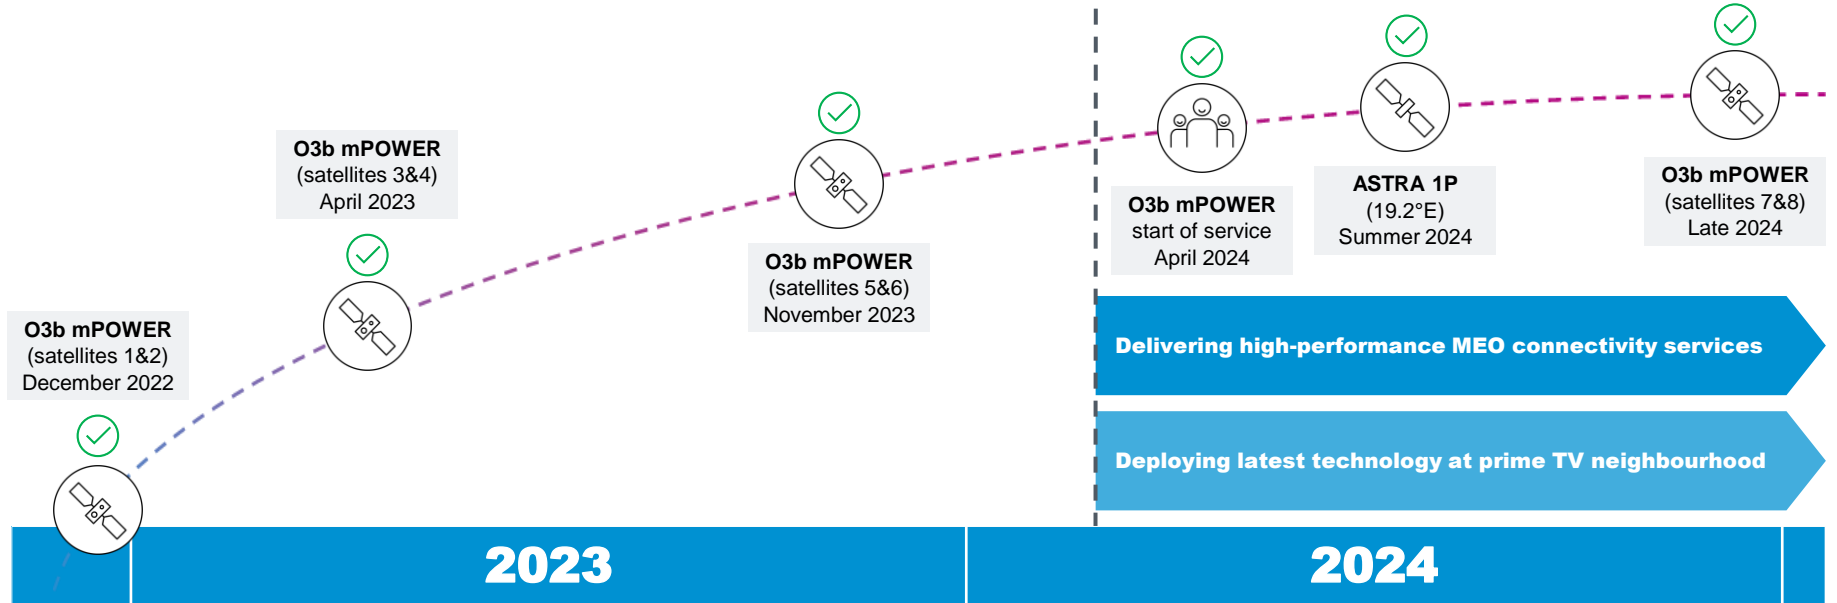 O3b mPOWER
(satellites 1&2)
December 2022
O3b mPOWER
(satellites 3&4)
April 2023
O3b mPOWER
(satellites 5&6)
November 2023
O3b mPOWER
start of service
April 2024
ASTRA 1P
(19.2°E)
Summer 2024
O3b mPOWER
(satellites 7&8)
Late 2024
Delivering high-performance MEO connectivity services
Deploying latest technology at prime TV neighbourhood
2023
2024